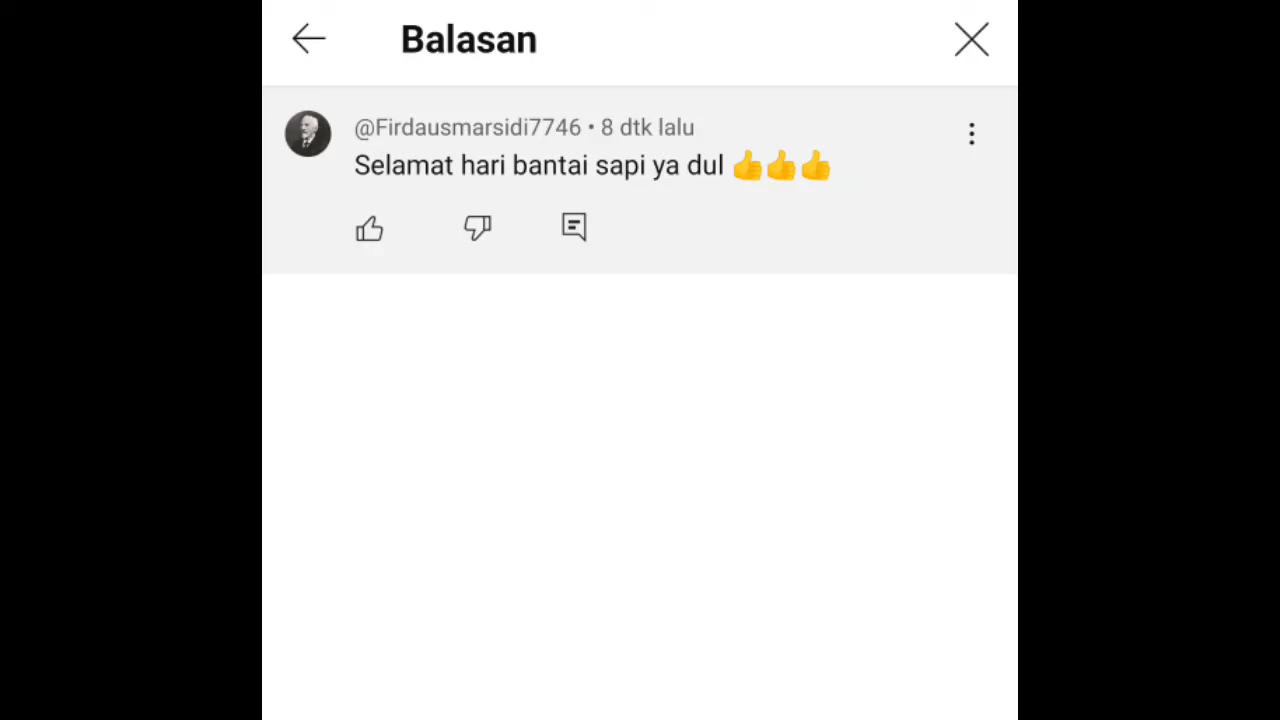 Balasan
@Firdausmarsidi7746 • 8 dtk lalu
Selamat hari bantai sapi ya dul 👍👍👍